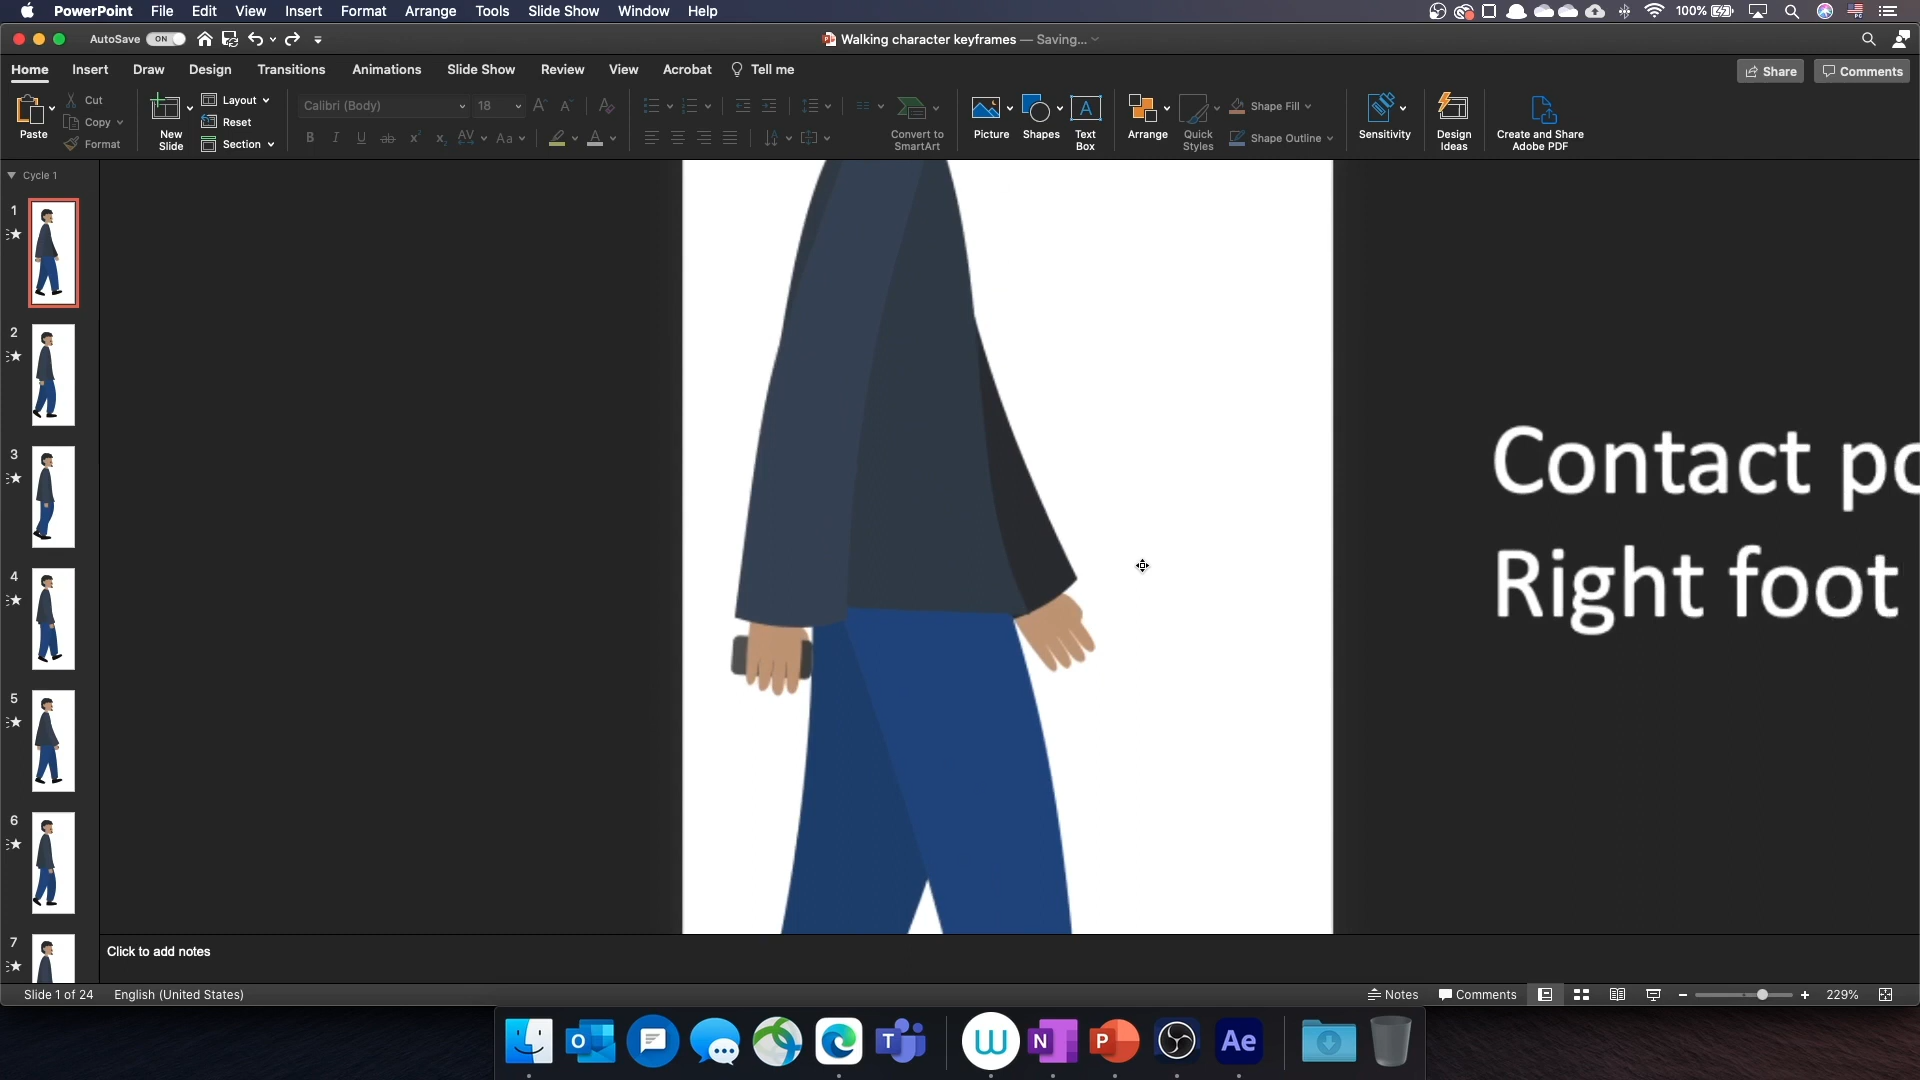 PowerPoint File Edit View Insert Format Arrange Tools Slide Show Window Help 100%
AutoSave ON Walking character keyframes — Saving...
Home Insert Draw Design Transitions Animations Slide Show Review View Acrobat Tell me Share Comments
Paste
Cut
Copy
Format
New
Slide
Layout
Reset
Section
Calibri (Body) 18
Convert to
SmartArt
Picture
Shapes
Text
Box
Arrange
Quick
Styles
Shape Fill
Shape Outline
Sensitivity
Design
Ideas
Create and Share
Adobe PDF
Cycle 1
1
2
3
4
5
6
7
Contact po
Right foot
Click to add notes
Slide 1 of 24 English (United States) Notes Comments 229%
O T W N P Ae